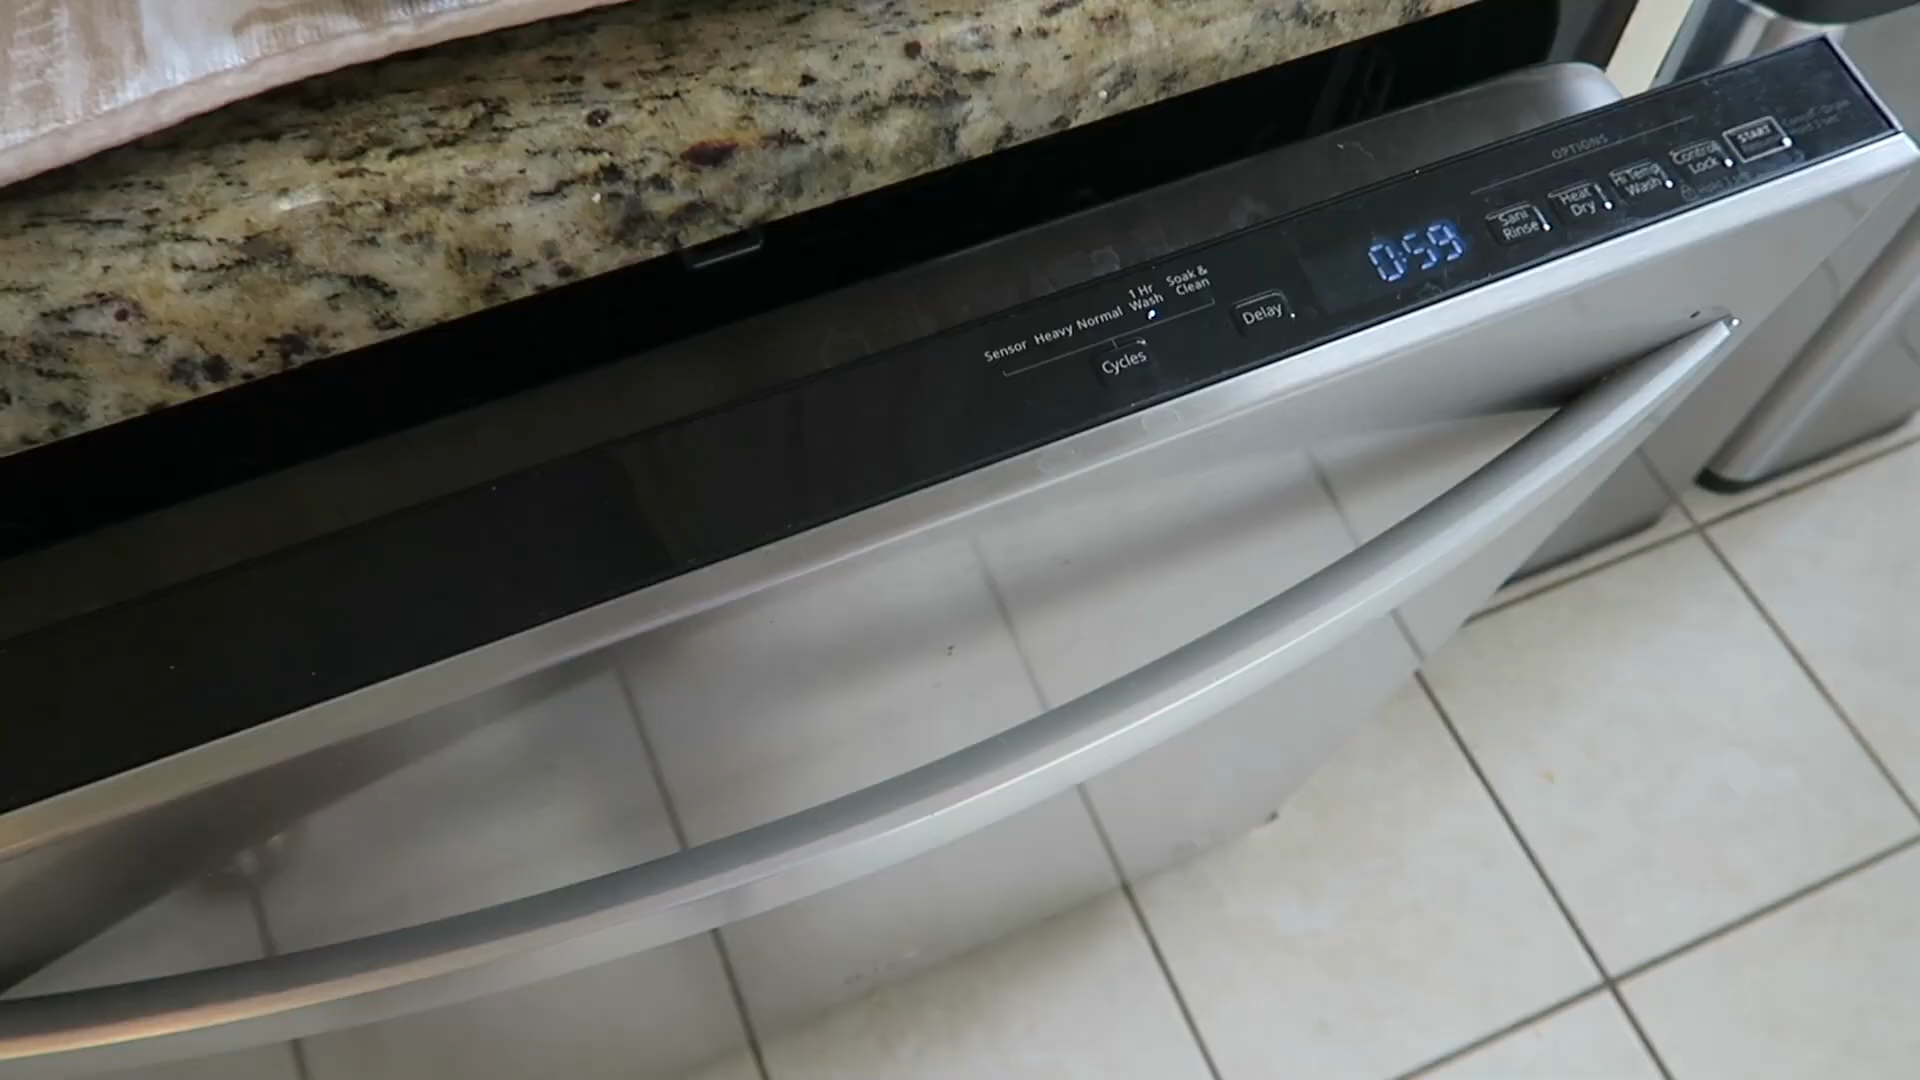 OPTIONS
Sensor Heavy Normal 1 Hr Wash Soak & Clean
Cycles
Delay
0:59
Sani Rinse
Heat Dry
Hi Temp Wash
Control Lock
START